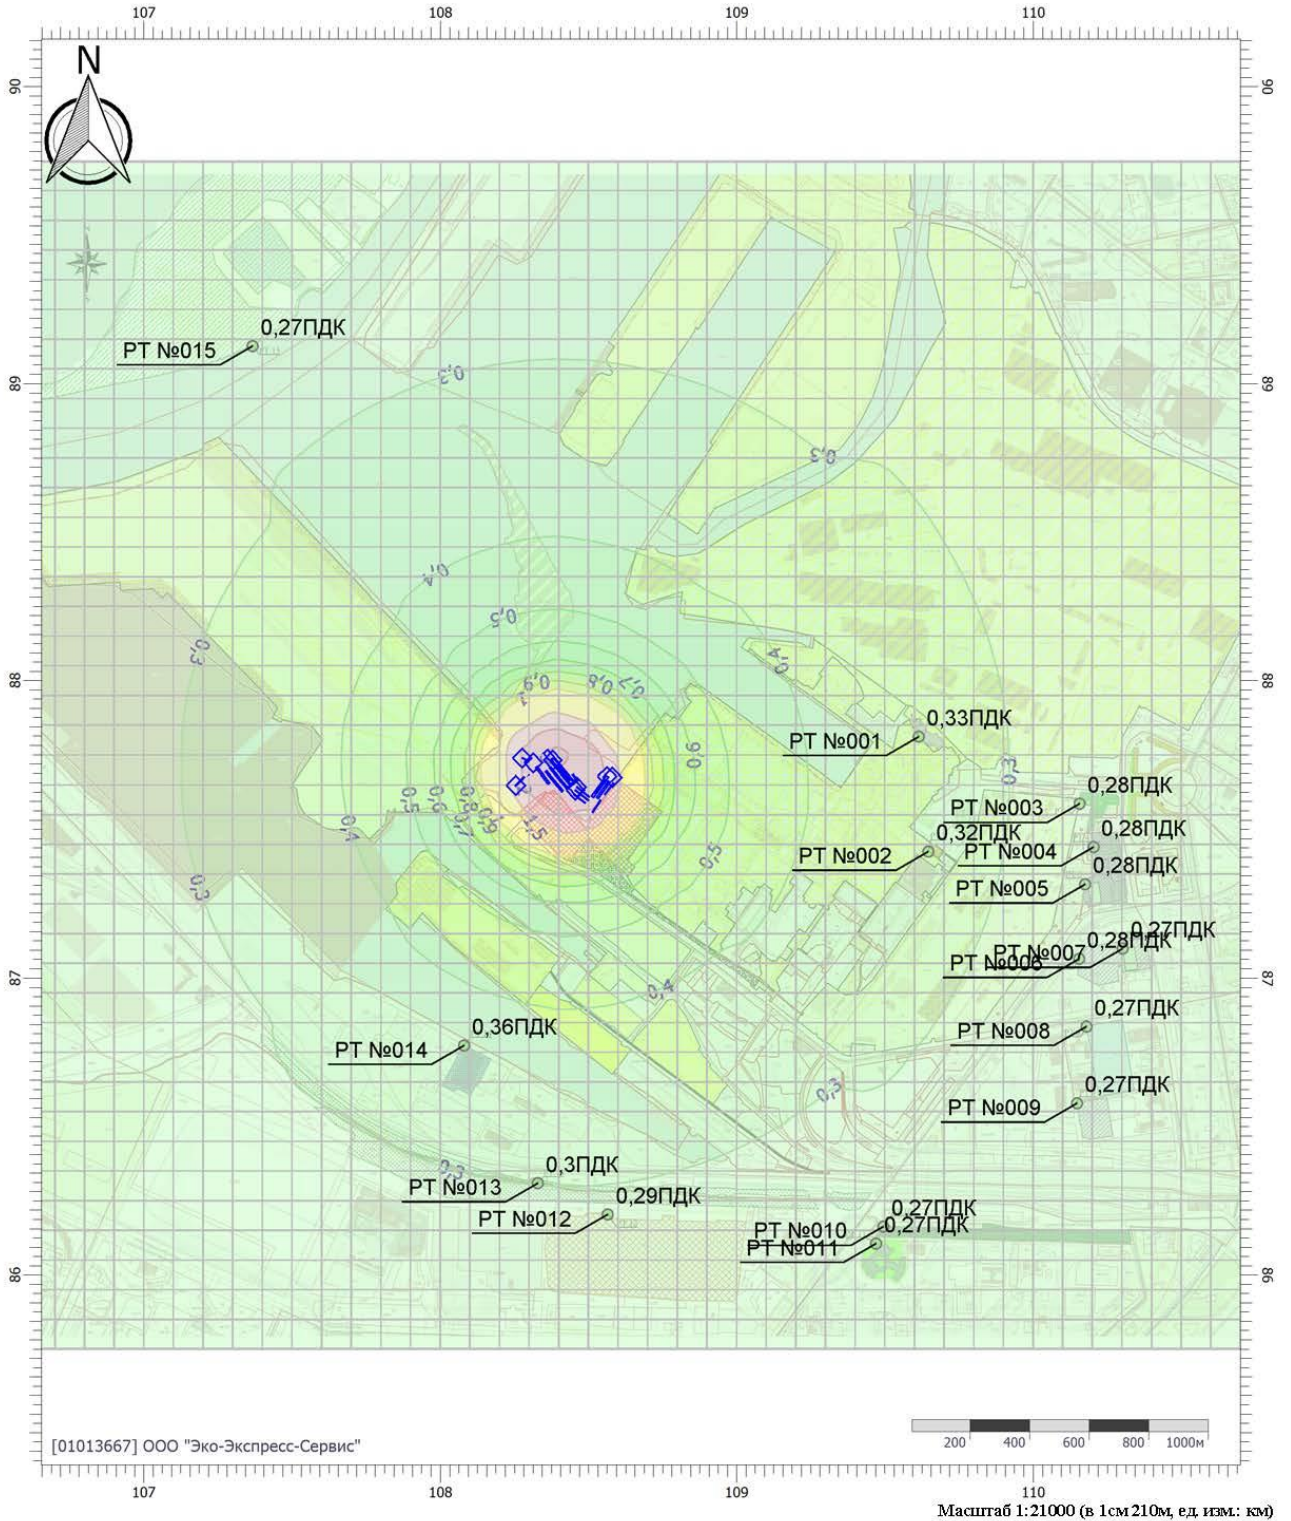 107 108 109 110
N
90 90
0,27ПДК
РТ №015
0,3
89 89
0,3
0,4
0,5
0,3
0,4
88 88
0,9 0,8 0,7
1
0,33ПДК
РТ №001
0,6
0,3
0,28ПДК
РТ №003
0,5 0,6 0,8 0,7 0,9 1
1,5
0,4
0,28ПДК
0,32ПДК
РТ №004
РТ №002
0,5
0,28ПДК
РТ №005
0,3
0,27ПДК
0,28ПДК
РТ №007
РТ №006
87 87
0,4
0,27ПДК
0,36ПДК
РТ №008
РТ №014
0,27ПДК
0,3
РТ №009
0,3ПДК
0,3
РТ №013
0,29ПДК
РТ №012
0,27ПДК
0,27ПДК
РТ №010
РТ №011
86 86
[01013667] ООО "Эко-Экспресс-Сервис"
200 400 600 800 1000м
107 108 109 110
Масштаб 1:21000 (в 1см 210м, ед. изм.: км)